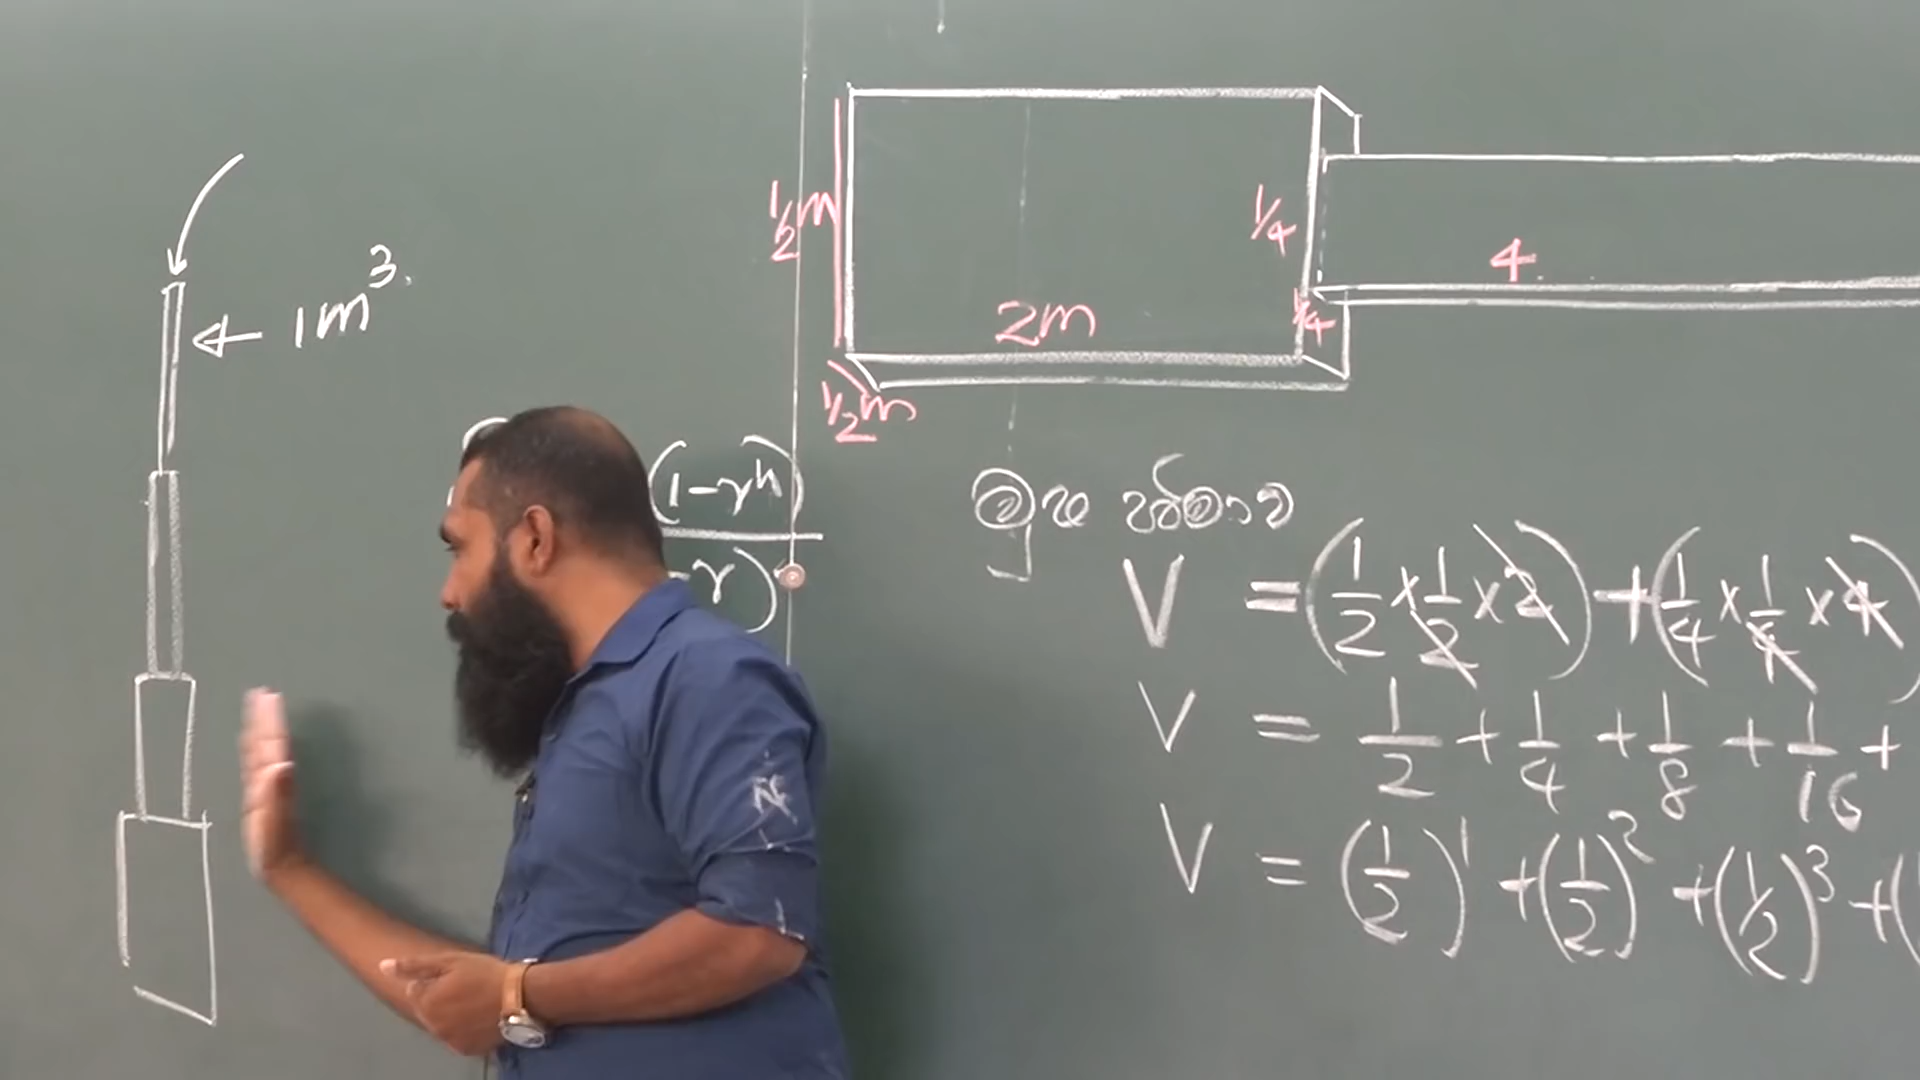 1m³.
(1-rⁿ)
-r)
½m
2m
½m
1/4
1/4
4
මුළු පරිමාව
V = (1/2 × 1/2 × 2) + (1/4 × 1/4 × 4)
V = 1/2 + 1/4 + 1/8 + 1/16 +
V = (1/2)¹ + (1/2)² + (1/2)³ + (